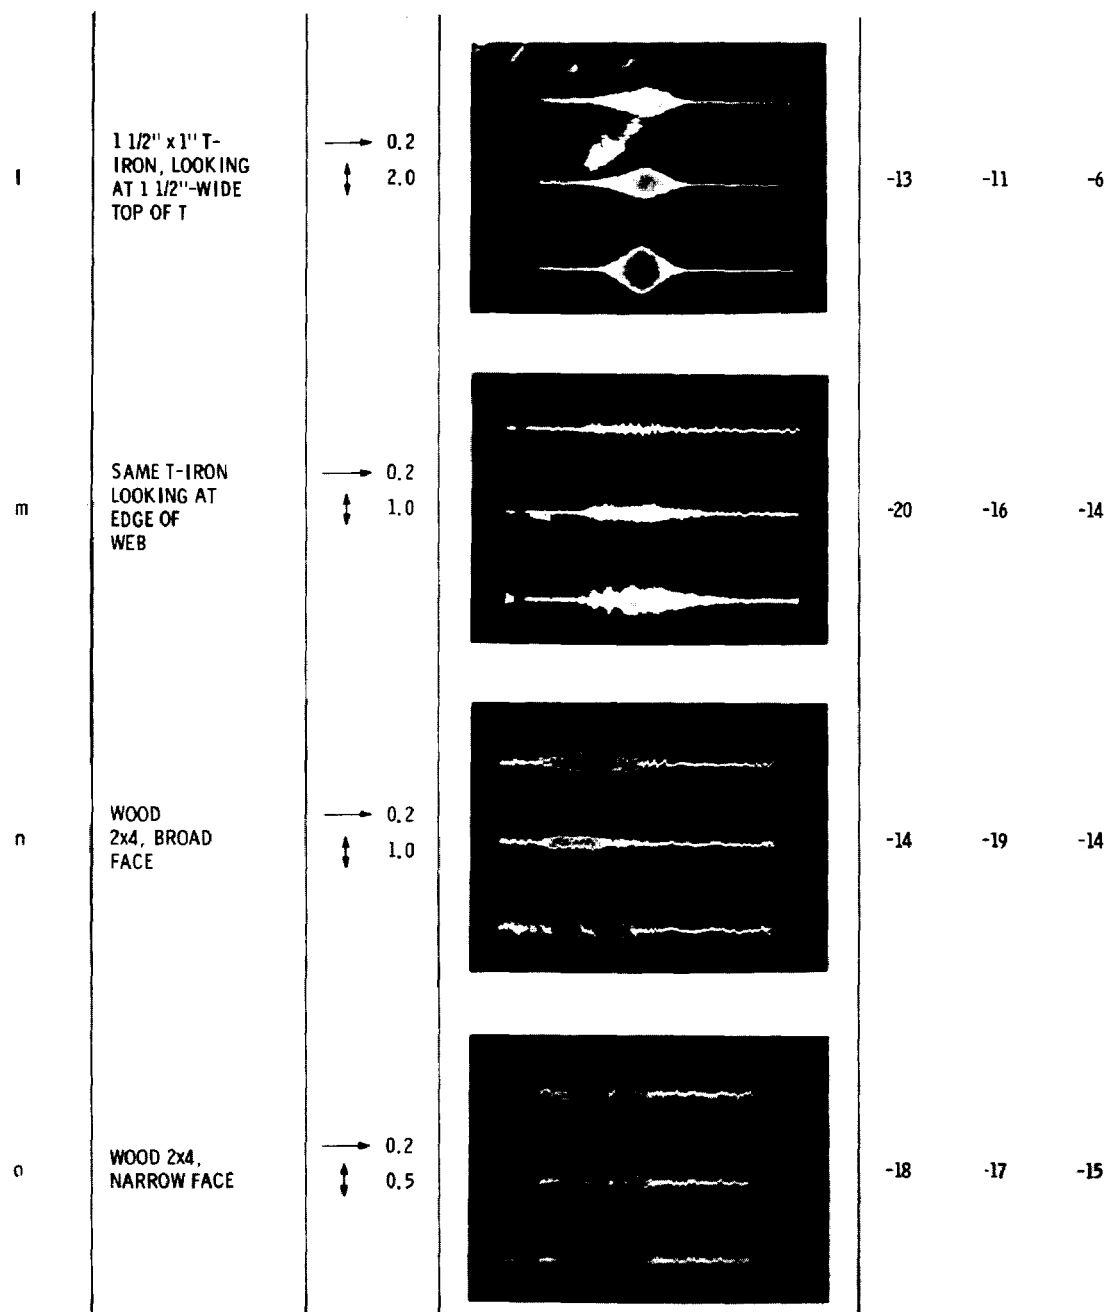 l
1 1/2" x 1" T-
IRON, LOOKING
AT 1 1/2"-WIDE
TOP OF T
0.2
2.0
-13 -11 -6
m
SAME T-IRON
LOOKING AT
EDGE OF
WEB
0.2
1.0
-20 -16 -14
n
WOOD
2x4, BROAD
FACE
0.2
1.0
-14 -19 -14
o
WOOD 2x4,
NARROW FACE
0.2
0.5
-18 -17 -15